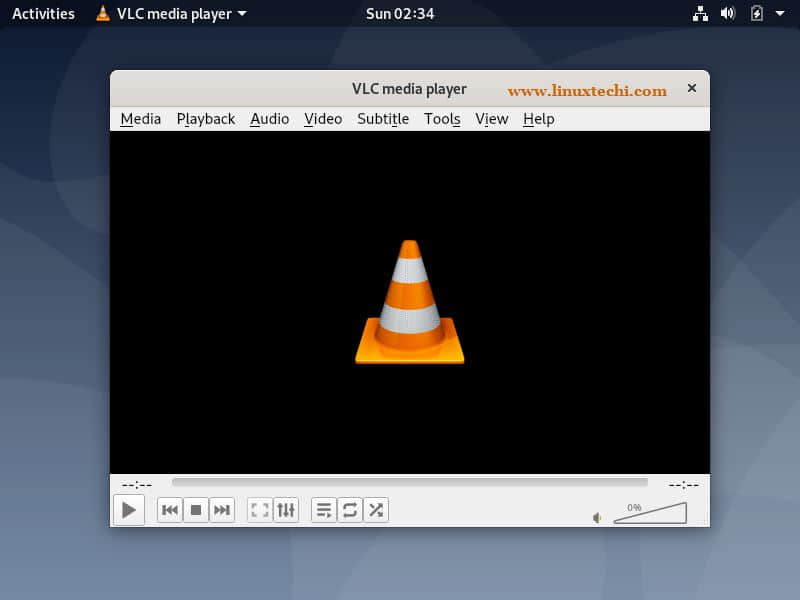 Activities VLC media player Sun 02:34
VLC media player www.linuxtechi.com
Media Playback Audio Video Subtitle Tools View Help
--:-- --:--
0%